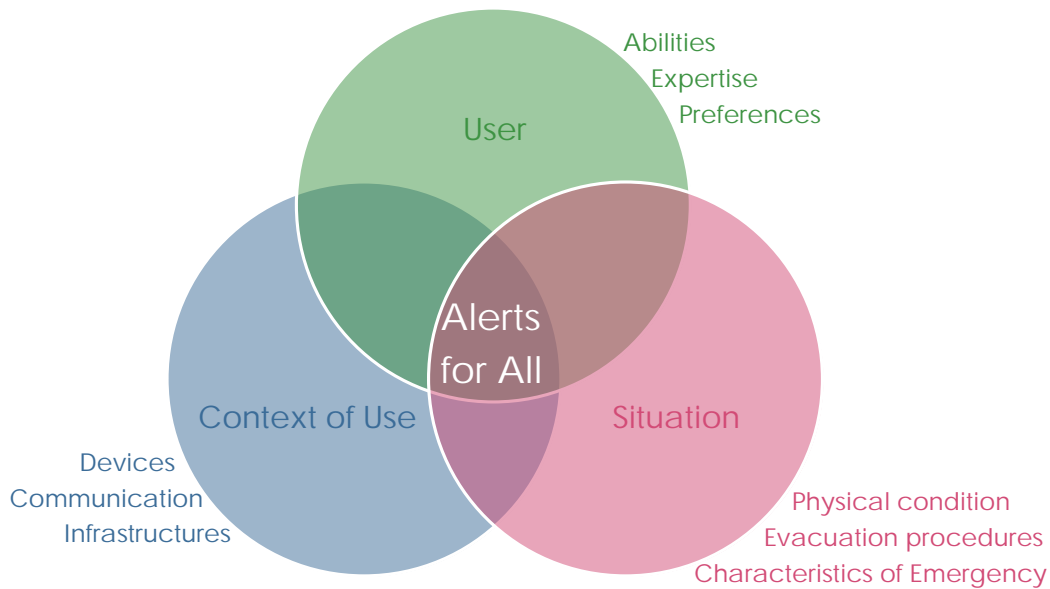 Abilities
Expertise
Preferences
User
Alerts
for All
Context of Use
Situation
Devices
Communication
Infrastructures
Physical condition
Evacuation procedures
Characteristics of Emergency